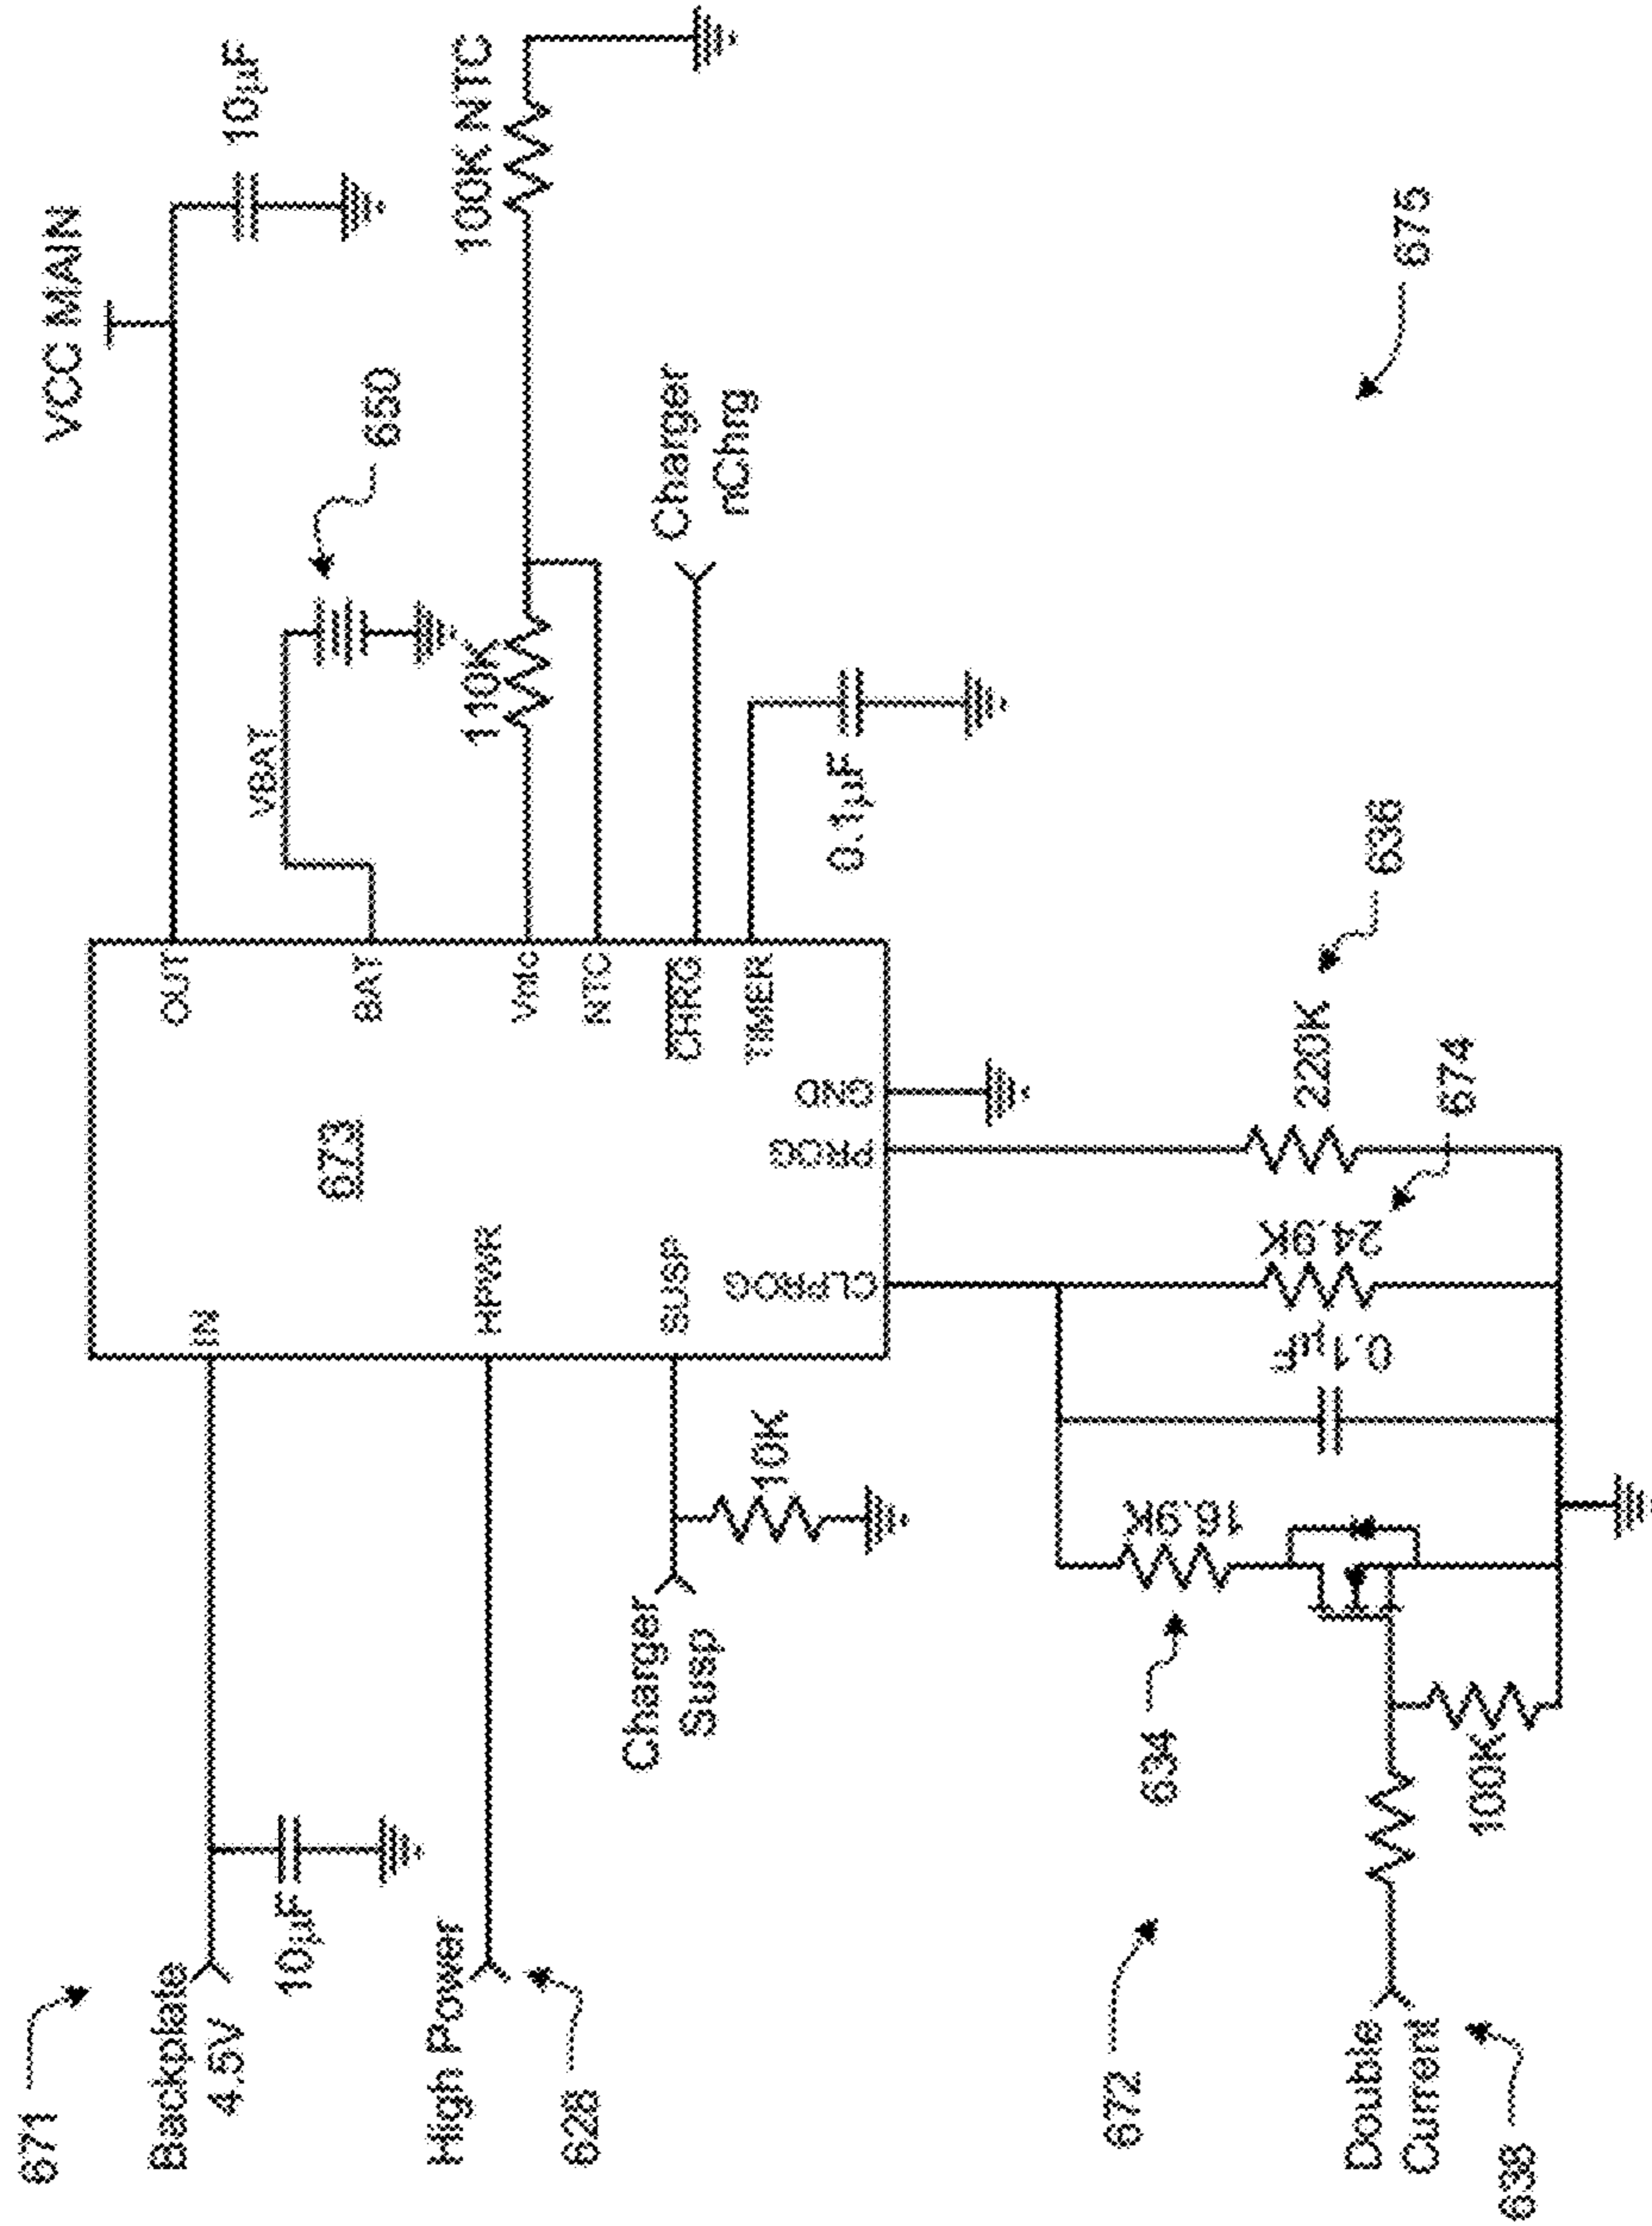 671
VCC MAIN
Backplate
4.5V
IN
OUT
10µF
10µF
VBAT
650
673
BAT
High Power
628
HPWR
110K
100K NTC
Vntc
NTC
Charger
Susp
SUSP
10K
CHRG
Charger
nChrg
TIMER
0.1µF
CLPROG
PROG
GND
672
634
16.9K
0.1µF
24.9K
220K
636
674
675
Double
Current
638
100K